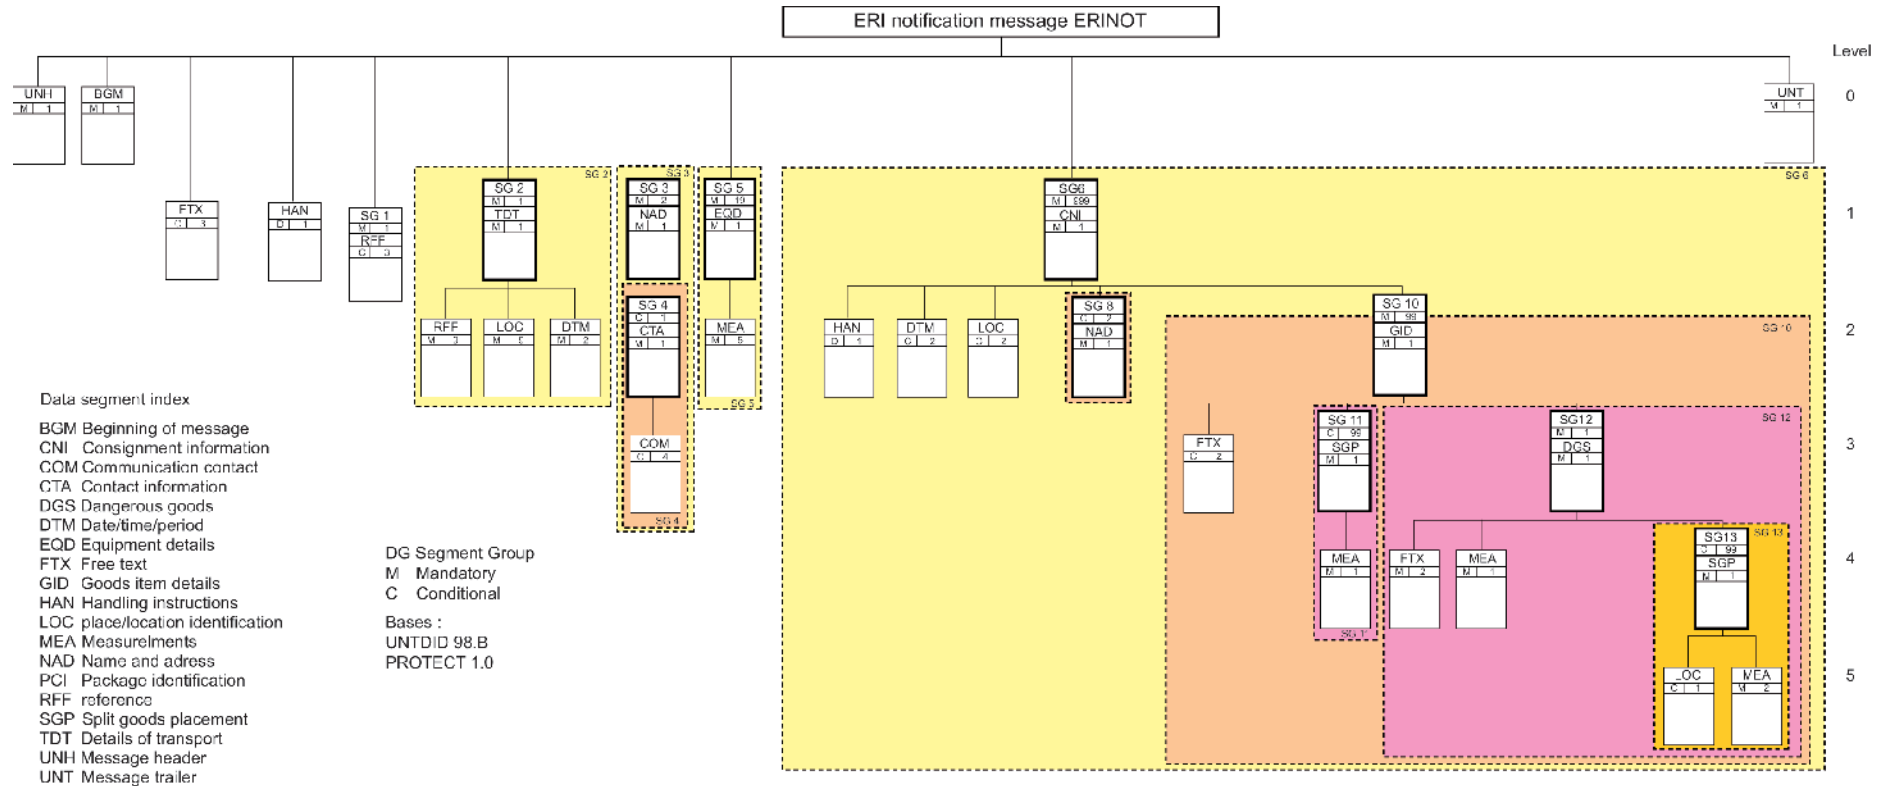 ERI notification message ERINOT
Level
UNH
M 1
BGM
M 1
UNT
M 1
0
FTX
C 3
HAN
D 1
SG 1
M 1
RFF
C 3
SG 2
SG 2
M 1
TDT
M 1
SG 3
SG 3
M 2
NAD
M 1
SG 5
M 10
EQD
M 1
SG6
M 999
CNI
M 1
SG 6
1
RFF
M 3
LOC
M 5
DTM
M 2
SG 4
C 1
CTA
M 1
MEA
M 5
SG 5
HAN
D 1
DTM
C 2
LOC
C 2
SG 8
C 2
NAD
M 1
SG 10
M 99
GID
M 1
SG 10
2
COM
C 4
SG 4
FTX
C 2
SG 11
C 99
SGP
M 1
SG12
M 1
DGS
M 1
SG 12
3
MEA
M 1
SG 11
FTX
M 2
MEA
M 1
SG13
C 99
SGP
M 1
SG 13
4
LOC
C 1
MEA
M 2
5
Data segment index
BGM Beginning of message
CNI Consignment information
COM Communication contact
CTA Contact information
DGS Dangerous goods
DTM Date/time/period
EQD Equipment details
FTX Free text
GID Goods item details
HAN Handling instructions
LOC place/location identification
MEA Measurelments
NAD Name and adress
PCI Package identification
RFF reference
SGP Split goods placement
TDT Details of transport
UNH Message header
UNT Message trailer
DG Segment Group
M Mandatory
C Conditional
Bases :
UNTDID 98.B
PROTECT 1.0